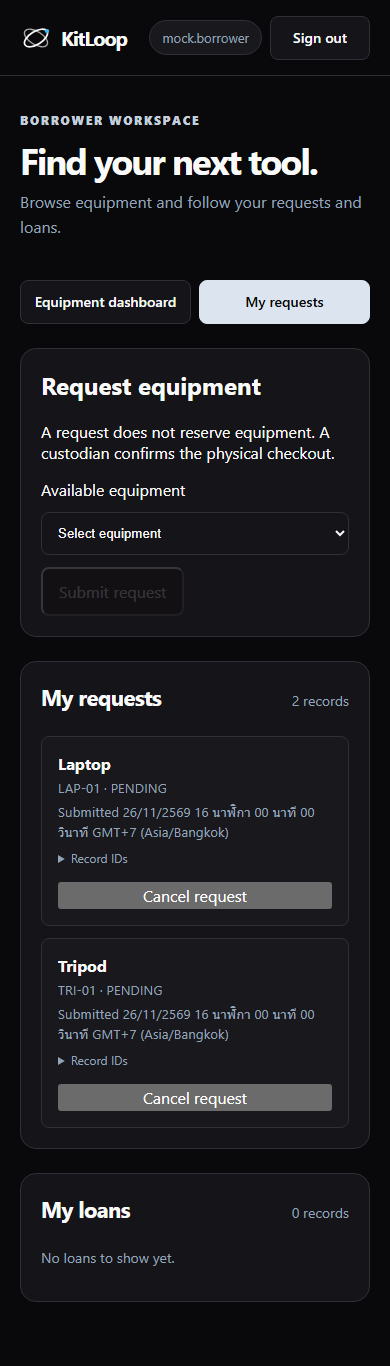 KitLoop
mock.borrower
Sign out
BORROWER WORKSPACE
Find your next tool.
Browse equipment and follow your requests and
loans.
Equipment dashboard
My requests
Request equipment
A request does not reserve equipment. A
custodian confirms the physical checkout.
Available equipment
Select equipment
Submit request
My requests
2 records
Laptop
LAP-01 · PENDING
Submitted 26/11/2569 16 นาฬิกา 00 นาที 00
วินาที GMT+7 (Asia/Bangkok)
Record IDs
Cancel request
Tripod
TRI-01 · PENDING
Submitted 26/11/2569 16 นาฬิกา 00 นาที 00
วินาที GMT+7 (Asia/Bangkok)
Record IDs
Cancel request
My loans
0 records
No loans to show yet.